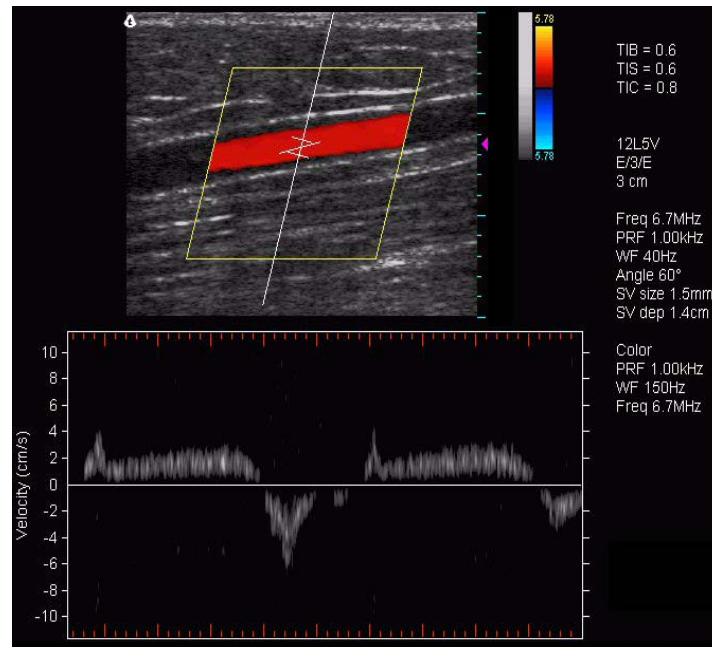 5.78
5.78
TIB = 0.6
TIS = 0.6
TIC = 0.8
12L5V
E/3/E
3 cm
Freq 6.7MHz
PRF 1.00kHz
WF 40Hz
Angle 60°
SV size 1.5mm
SV dep 1.4cm
Color
PRF 1.00kHz
WF 150Hz
Freq 6.7MHz
Velocity (cm/s)
10
8
6
4
2
0
-2
-4
-6
-8
-10